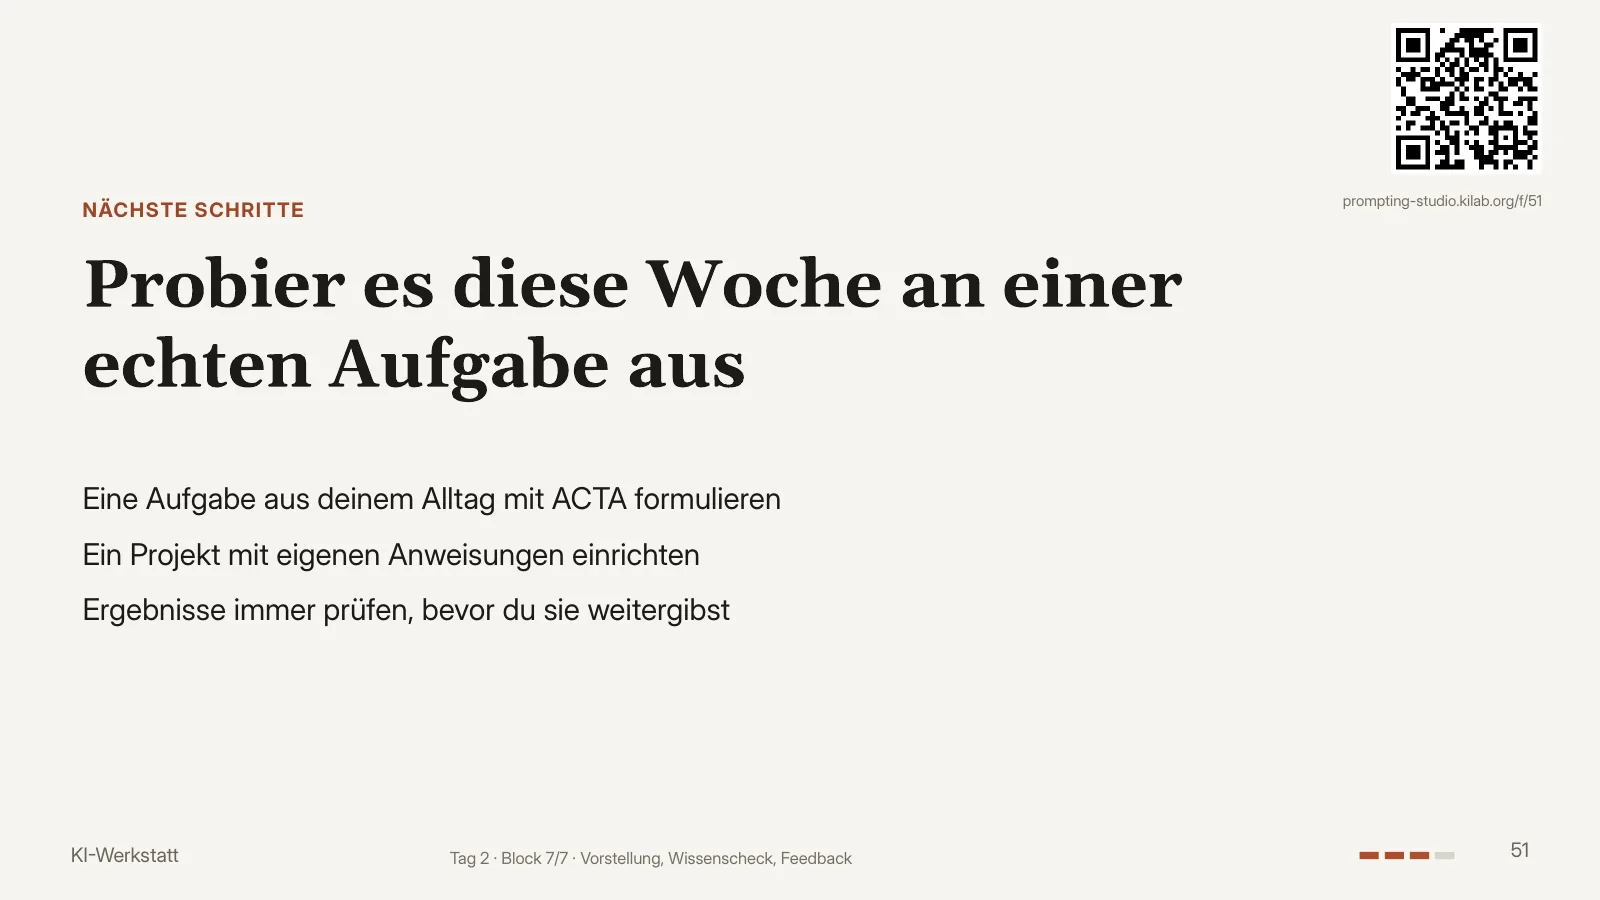 prompting-studio.kilab.org/f/51
NÄCHSTE SCHRITTE
Probier es diese Woche an einer
echten Aufgabe aus
Eine Aufgabe aus deinem Alltag mit ACTA formulieren
Ein Projekt mit eigenen Anweisungen einrichten
Ergebnisse immer prüfen, bevor du sie weitergibst
KI-Werkstatt
Tag 2 · Block 7/7 · Vorstellung, Wissenscheck, Feedback
51